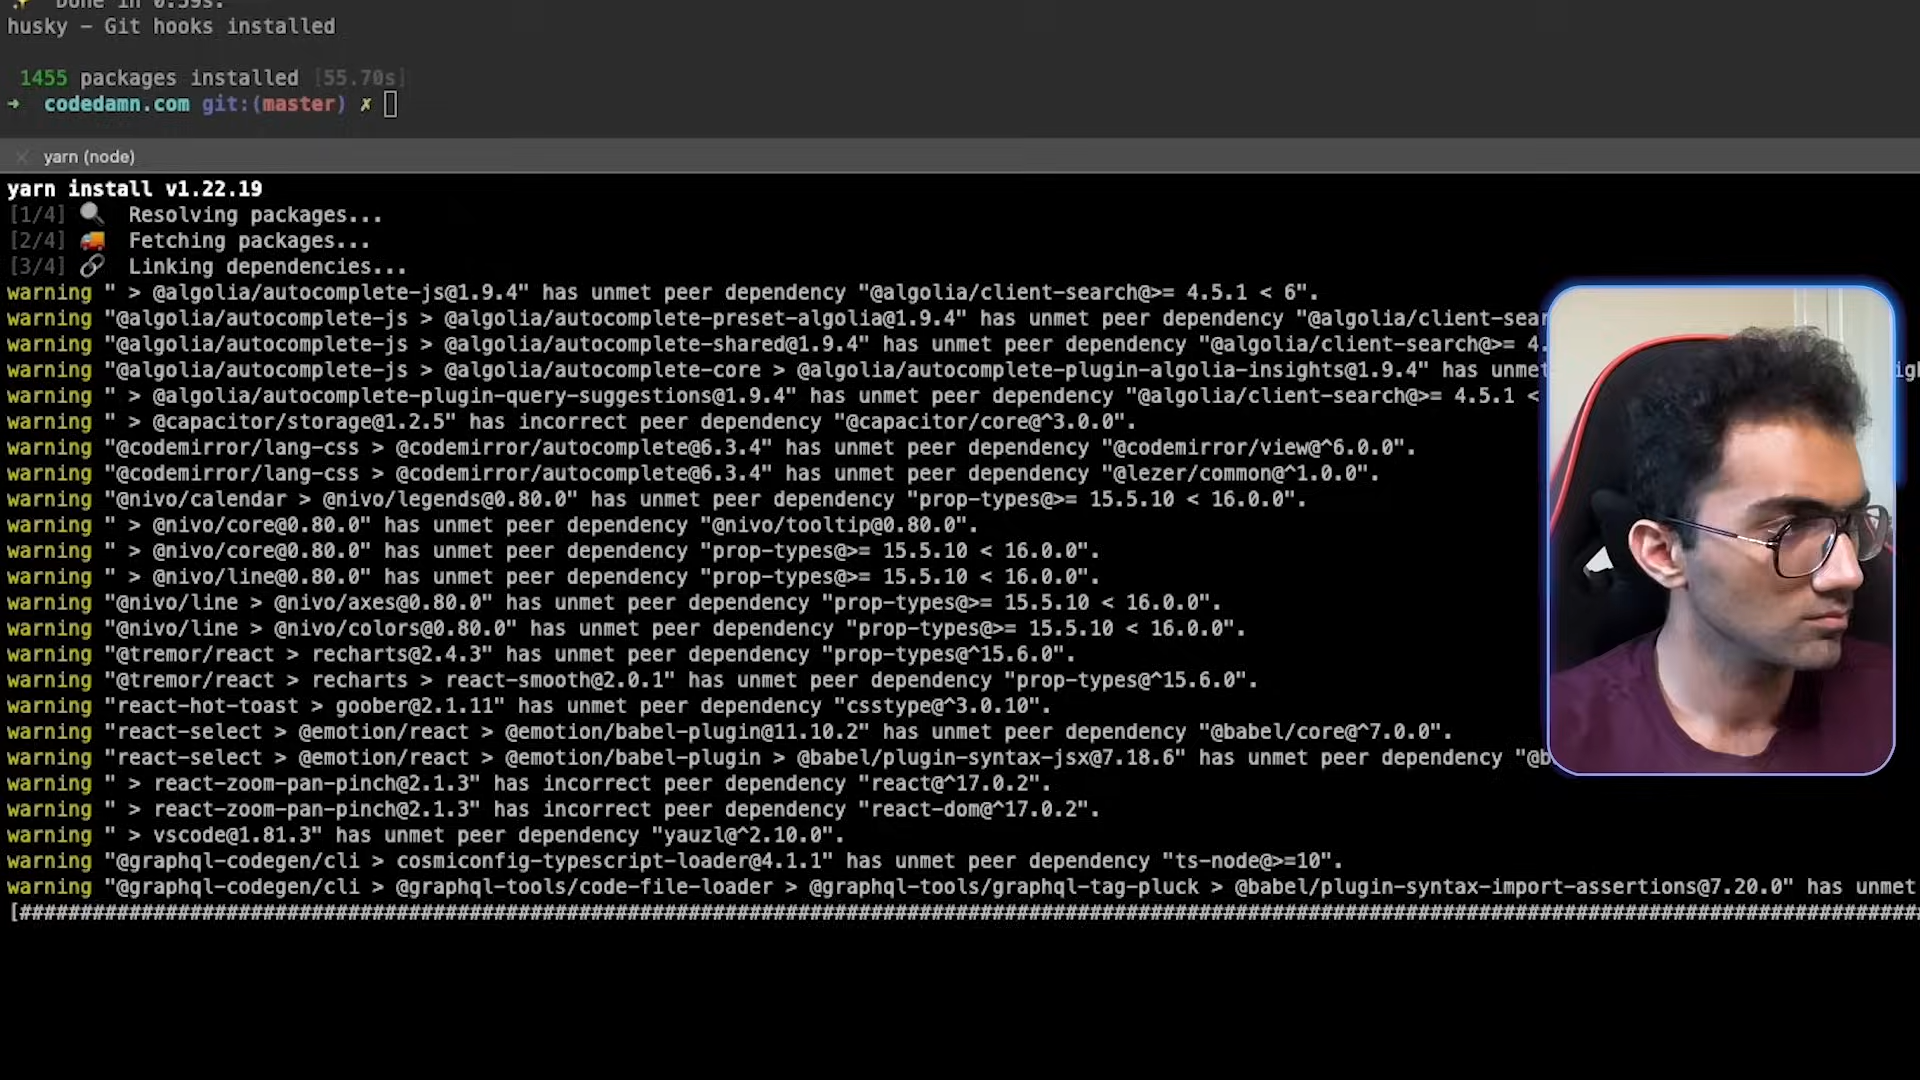 Done in 0.59s.
husky – Git hooks installed
1455 packages installed [55.70s]
→ codedamn.com git:(master) ✗
yarn (node)
yarn install v1.22.19
[1/4] 🔍 Resolving packages...
[2/4] 🚚 Fetching packages...
[3/4] 🔗 Linking dependencies...
warning " > @algolia/autocomplete-js@1.9.4" has unmet peer dependency "@algolia/client-search@>= 4.5.1 < 6".
warning "@algolia/autocomplete-js > @algolia/autocomplete-preset-algolia@1.9.4" has unmet peer dependency "@algolia/client-sear
warning "@algolia/autocomplete-js > @algolia/autocomplete-shared@1.9.4" has unmet peer dependency "@algolia/client-search@>= 4.
warning "@algolia/autocomplete-js > @algolia/autocomplete-core > @algolia/autocomplete-plugin-algolia-insights@1.9.4" has unmet
warning " > @algolia/autocomplete-plugin-query-suggestions@1.9.4" has unmet peer dependency "@algolia/client-search@>= 4.5.1 <
warning " > @capacitor/storage@1.2.5" has incorrect peer dependency "@capacitor/core@^3.0.0".
warning "@codemirror/lang-css > @codemirror/autocomplete@6.3.4" has unmet peer dependency "@codemirror/view@^6.0.0".
warning "@codemirror/lang-css > @codemirror/autocomplete@6.3.4" has unmet peer dependency "@lezer/common@^1.0.0".
warning "@nivo/calendar > @nivo/legends@0.80.0" has unmet peer dependency "prop-types@>= 15.5.10 < 16.0.0".
warning " > @nivo/core@0.80.0" has unmet peer dependency "@nivo/tooltip@0.80.0".
warning " > @nivo/core@0.80.0" has unmet peer dependency "prop-types@>= 15.5.10 < 16.0.0".
warning " > @nivo/line@0.80.0" has unmet peer dependency "prop-types@>= 15.5.10 < 16.0.0".
warning "@nivo/line > @nivo/axes@0.80.0" has unmet peer dependency "prop-types@>= 15.5.10 < 16.0.0".
warning "@nivo/line > @nivo/colors@0.80.0" has unmet peer dependency "prop-types@>= 15.5.10 < 16.0.0".
warning "@tremor/react > recharts@2.4.3" has unmet peer dependency "prop-types@^15.6.0".
warning "@tremor/react > recharts > react-smooth@2.0.1" has unmet peer dependency "prop-types@^15.6.0".
warning "react-hot-toast > goober@2.1.11" has unmet peer dependency "csstype@^3.0.10".
warning "react-select > @emotion/react > @emotion/babel-plugin@11.10.2" has unmet peer dependency "@babel/core@^7.0.0".
warning "react-select > @emotion/react > @emotion/babel-plugin > @babel/plugin-syntax-jsx@7.18.6" has unmet peer dependency "@b
warning " > react-zoom-pan-pinch@2.1.3" has incorrect peer dependency "react@^17.0.2".
warning " > react-zoom-pan-pinch@2.1.3" has incorrect peer dependency "react-dom@^17.0.2".
warning " > vscode@1.81.3" has unmet peer dependency "yauzl@^2.10.0".
warning "@graphql-codegen/cli > cosmiconfig-typescript-loader@4.1.1" has unmet peer dependency "ts-node@>=10".
warning "@graphql-codegen/cli > @graphql-tools/code-file-loader > @graphql-tools/graphql-tag-pluck > @babel/plugin-syntax-import-assertions@7.20.0" has unmet